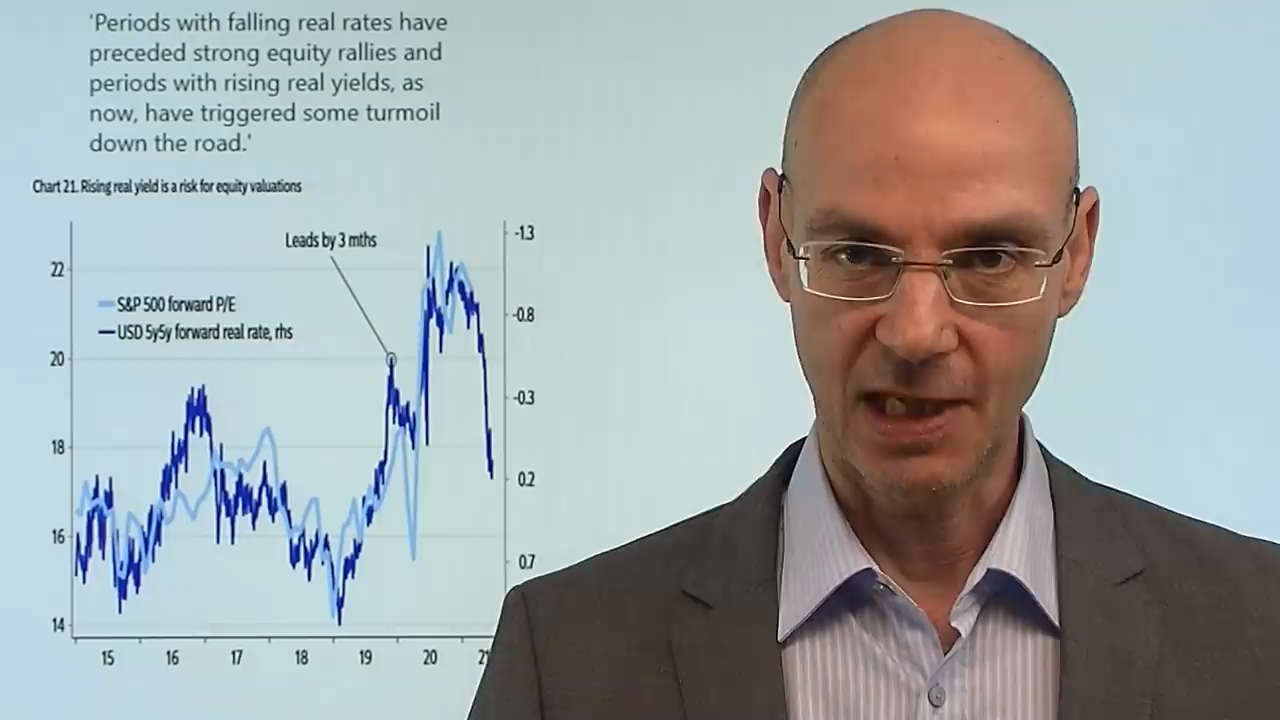 'Periods with falling real rates have
preceded strong equity rallies and
periods with rising real yields, as
now, have triggered some turmoil
down the road.'
Chart 21. Rising real yield is a risk for equity valuations
Leads by 3 mths
S&P 500 forward P/E
USD 5y5y forward real rate, rhs
22
20
18
16
14
-1.3
-0.8
-0.3
0.2
0.7
15 16 17 18 19 20 21